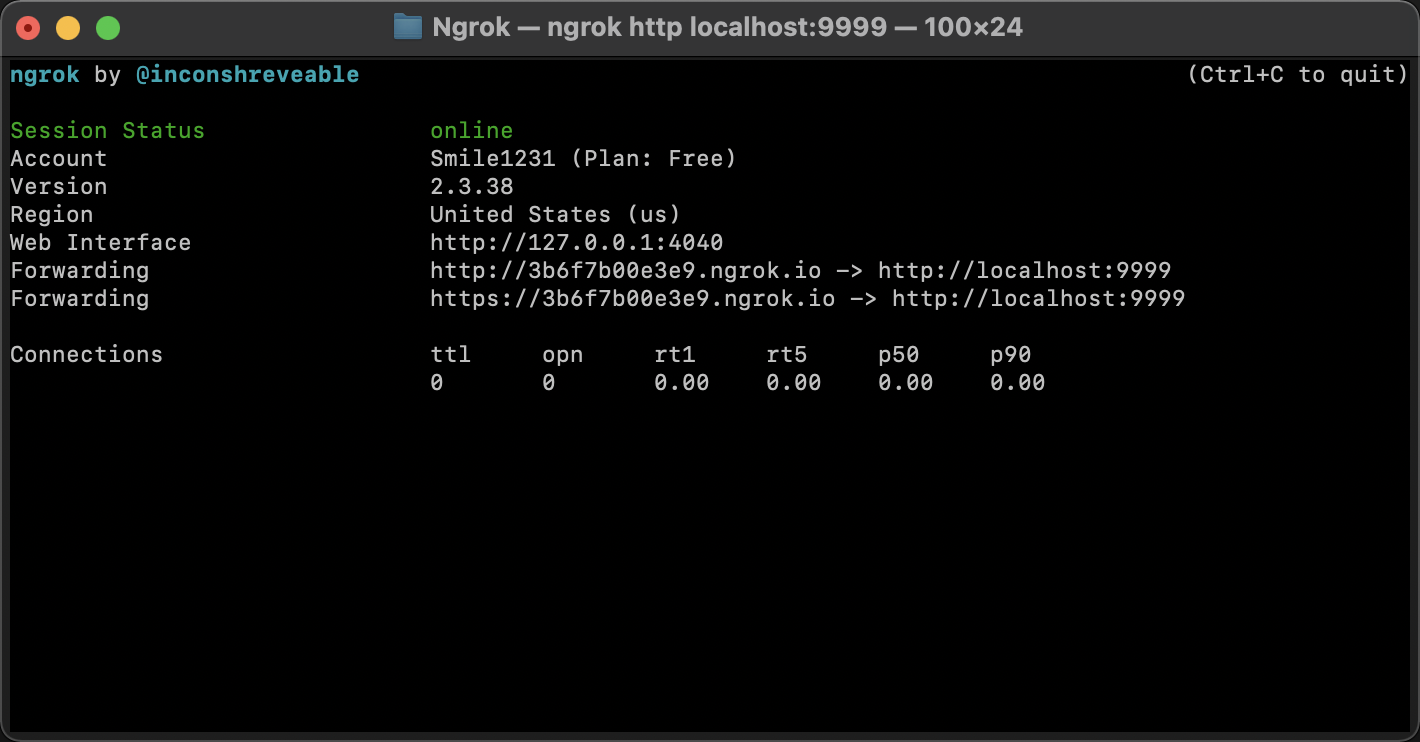 Ngrok — ngrok http localhost:9999 — 100×24
ngrok by @inconshreveable (Ctrl+C to quit)
Session Status online
Account Smile1231 (Plan: Free)
Version 2.3.38
Region United States (us)
Web Interface http://127.0.0.1:4040
Forwarding http://3b6f7b00e3e9.ngrok.io -> http://localhost:9999
Forwarding https://3b6f7b00e3e9.ngrok.io -> http://localhost:9999
Connections ttl opn rt1 rt5 p50 p90
0 0 0.00 0.00 0.00 0.00